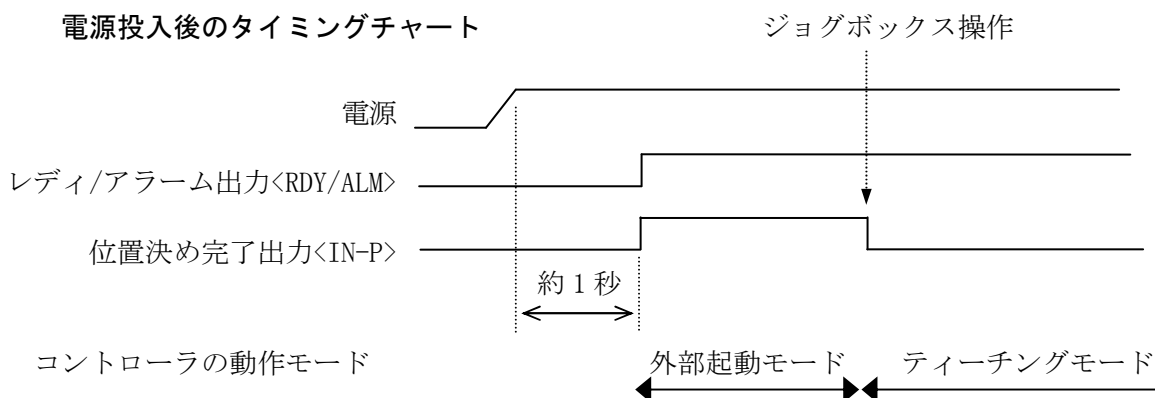 電源投入後のタイミングチャート
ジョグボックス操作
電源
レディ/アラーム出力<RDY/ALM>
位置決め完了出力<IN-P>
約１秒
コントローラの動作モード
外部起動モード
ティーチングモード